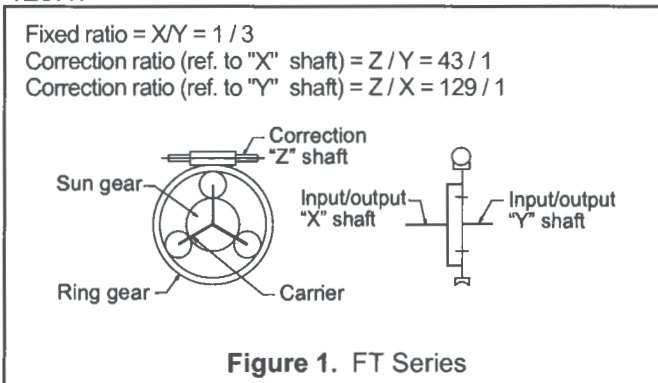 Fixed ratio = X/Y = 1 / 3
Correction ratio (ref. to "X" shaft) = Z / Y = 43 / 1
Correction ratio (ref. to "Y" shaft) = Z / X = 129 / 1
Correction
"Z" shaft
Sun gear
Input/output
"X" shaft
Input/output
"Y" shaft
Ring gear
Carrier
Figure 1. FT Series